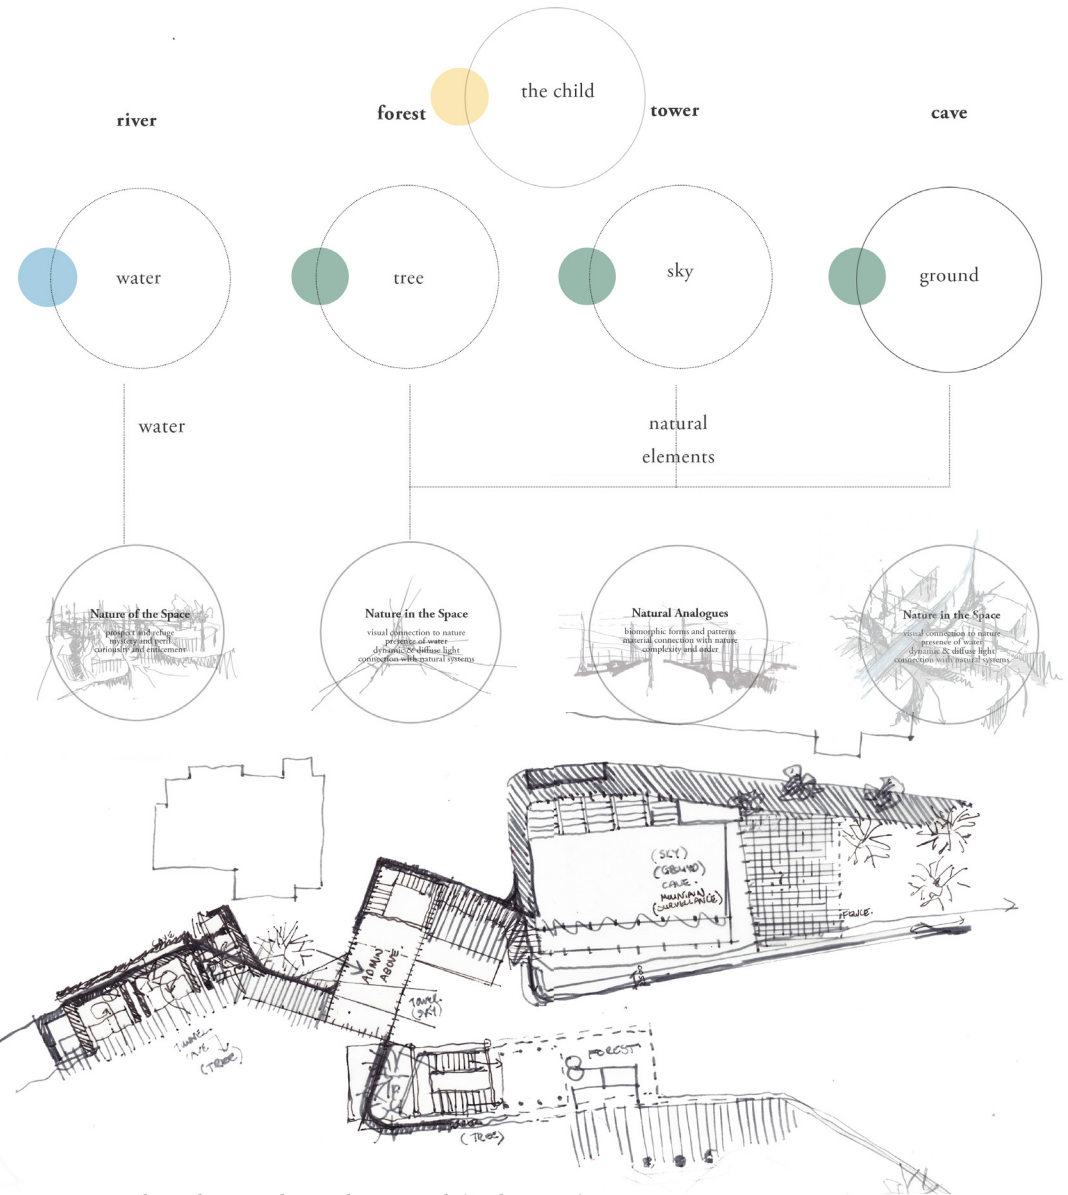 the child
river
forest
tower
cave
water
tree
sky
ground
water
natural
elements
Nature of the Space
prospect and refuge
mystery and peril
curiousity and enticement
Nature in the Space
visual connection to nature
presence of water
dynamic & diffuse light
connection with natural systems
Natural Analogues
biomorphic forms and patterns
material connection with nature
complexity and order
Nature in the Space
visual connection to nature
presence of water
dynamic & diffuse light
connection with natural systems
(SKY)
(GROUND)
CAVE.
MOUNTAIN
(SURVEILLANCE)
FENCE.
ADMIN
ABOVE.
TOWER
(SKY)
(TREE)
FOREST
(TREE)